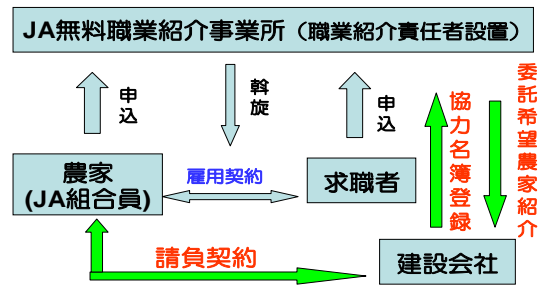 JA無料職業紹介事業所（職業紹介責任者設置）
申込
斡旋
申込
協力名簿登録
委託希望農家紹介
農家
(JA組合員)
雇用契約
求職者
請負契約
建設会社